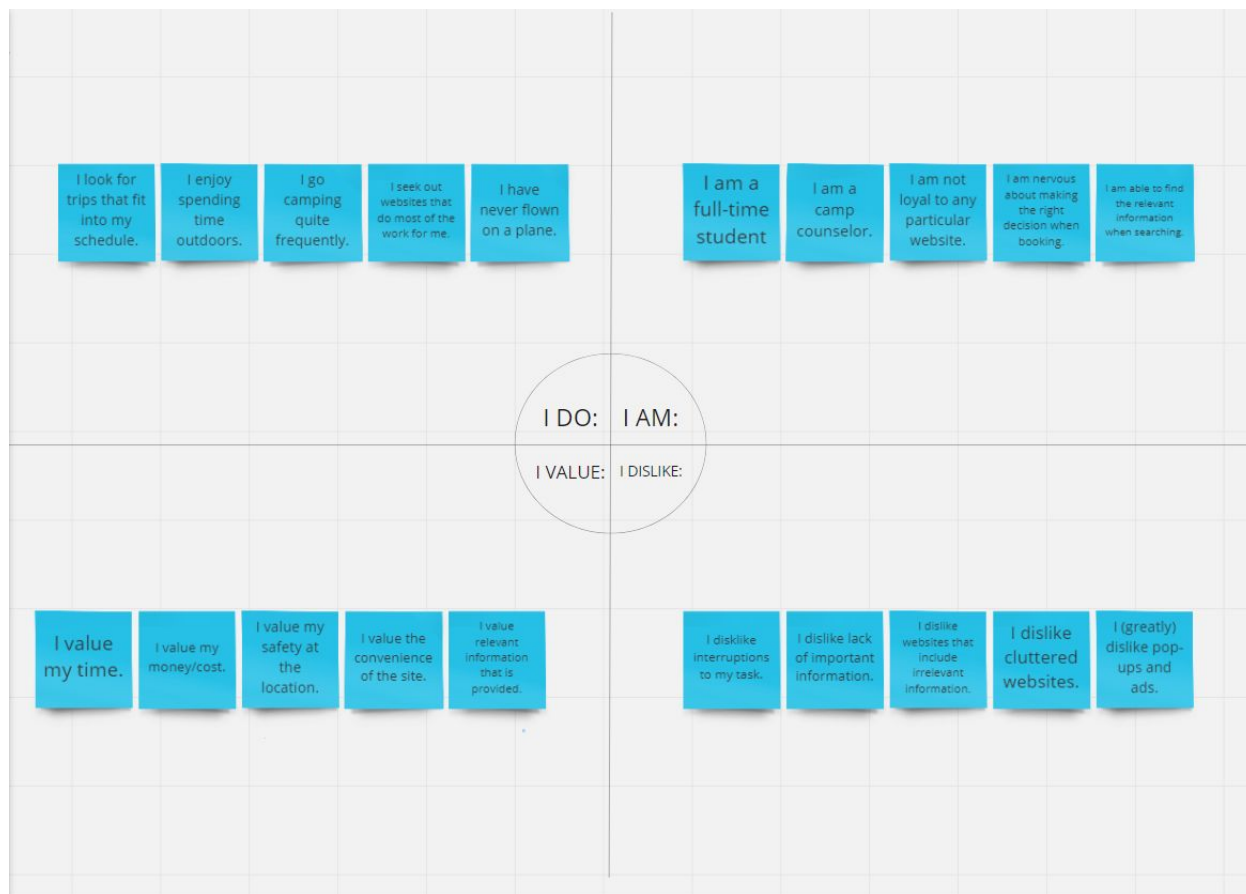 I look for
trips that fit
into my
schedule.
I enjoy
spending
time
outdoors.
I go
camping
quite
frequently.
I seek out
websites that
do most of the
work for me.
I have
never flown
on a plane.
I am a
full-time
student
I am a
camp
counselor.
I am not
loyal to any
particular
website.
I am nervous
about making
the right
decision when
booking.
I am able to find
the relevant
information
when searching.
I DO:
I AM:
I VALUE:
I DISLIKE:
I value
my time.
I value my
money/cost.
I value my
safety at
the
location.
I value the
convenience
of the site.
I value
relevant
information
that is
provided.
I disklike
interruptions
to my task.
I dislike lack
of important
information.
I dislike
websites that
include
irrelevant
information.
I dislike
cluttered
websites.
I (greatly)
dislike pop-
ups and
ads.